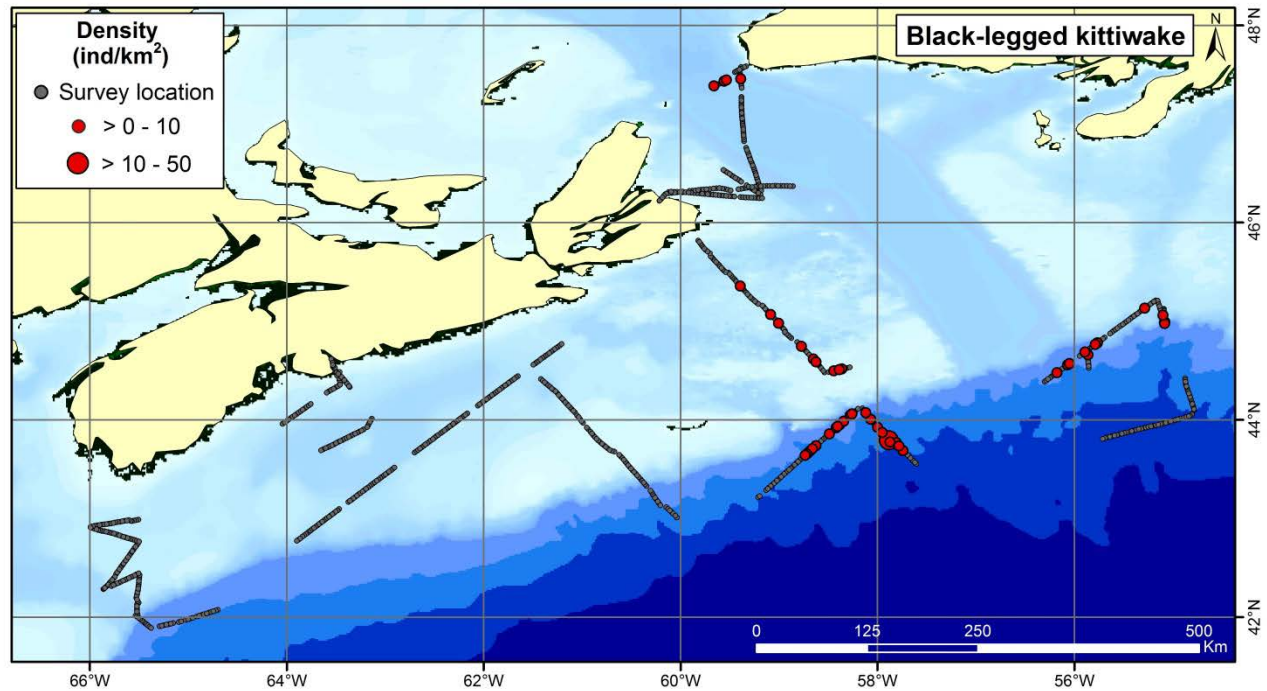 Density
(ind/km²)
Survey location
> 0 - 10
> 10 - 50
Black-legged kittiwake
N
48°N
46°N
44°N
42°N
0 125 250 500
Km
66°W 64°W 62°W 60°W 58°W 56°W